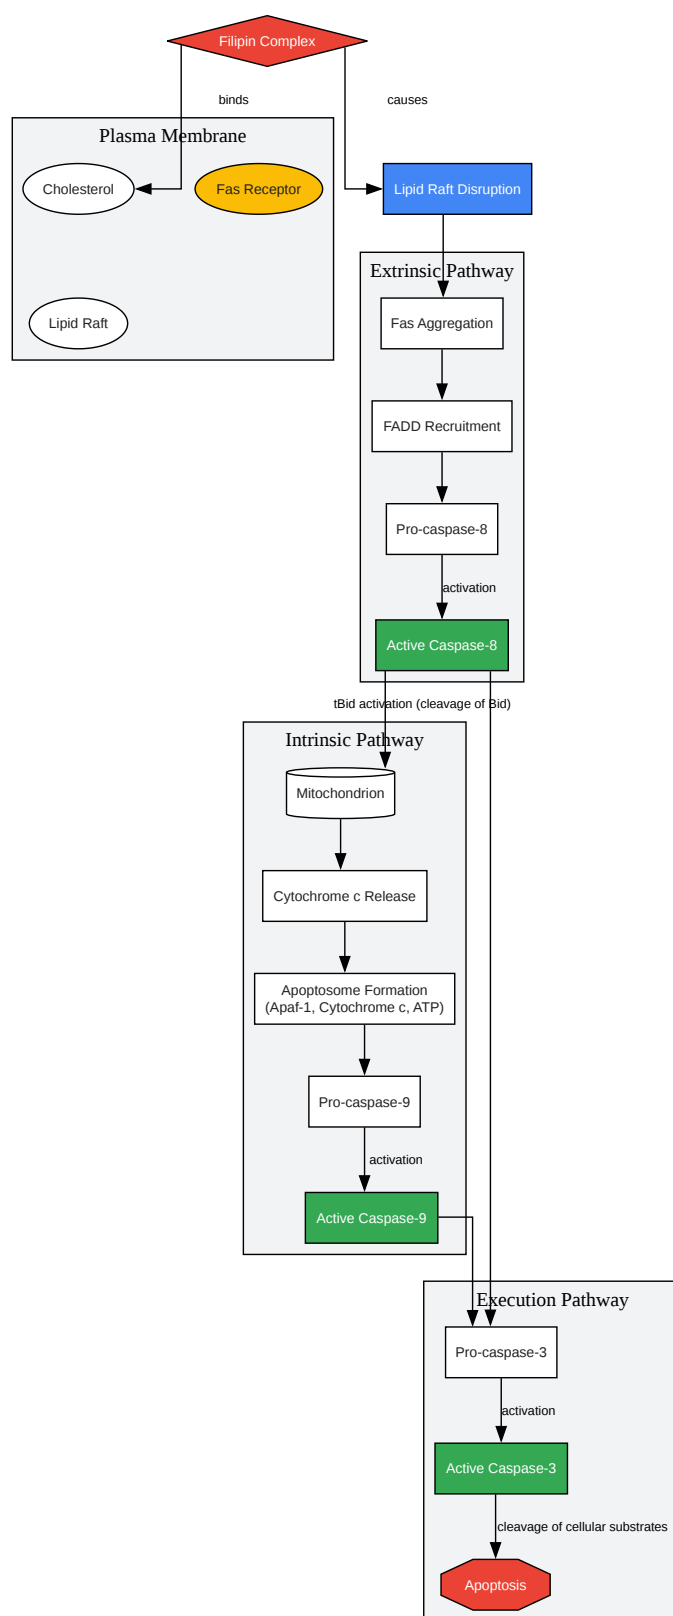 Filipin Complex
binds
causes
Plasma Membrane
Cholesterol
Fas Receptor
Lipid Raft Disruption
Extrinsic Pathway
Lipid Raft
Fas Aggregation
FADD Recruitment
Pro-caspase-8
activation
Active Caspase-8
tBid activation (cleavage of Bid)
Intrinsic Pathway
Mitochondrion
Cytochrome c Release
Apoptosome Formation
(Apaf-1, Cytochrome c, ATP)
Pro-caspase-9
activation
Active Caspase-9
Execution Pathway
Pro-caspase-3
activation
Active Caspase-3
cleavage of cellular substrates
Apoptosis